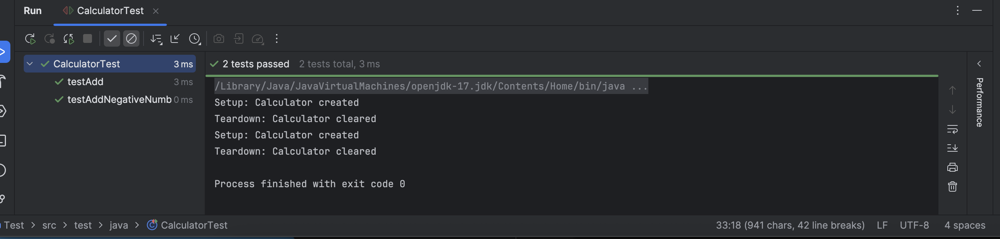 Run CalculatorTest
CalculatorTest 3 ms
testAdd 3 ms
testAddNegativeNumb 0 ms
2 tests passed 2 tests total, 3 ms
/Library/Java/JavaVirtualMachines/openjdk-17.jdk/Contents/Home/bin/java ...
Setup: Calculator created
Teardown: Calculator cleared
Setup: Calculator created
Teardown: Calculator cleared
Process finished with exit code 0
Performance
Test > src > test > java > CalculatorTest
33:18 (941 chars, 42 line breaks) LF UTF-8 4 spaces